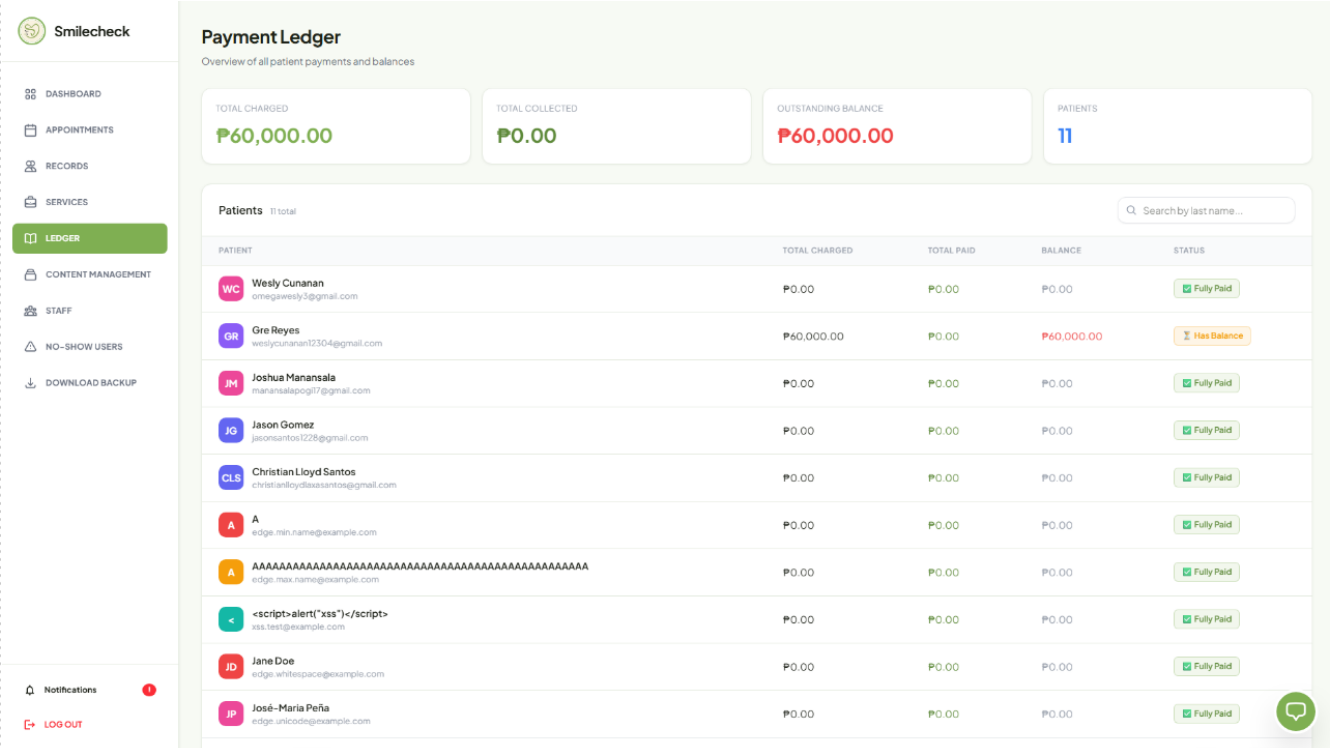 Smilecheck
DASHBOARD
APPOINTMENTS
RECORDS
SERVICES
LEDGER
CONTENT MANAGEMENT
STAFF
NO-SHOW USERS
DOWNLOAD BACKUP
Notifications
LOG OUT
Payment Ledger
Overview of all patient payments and balances
TOTAL CHARGED
₱60,000.00
TOTAL COLLECTED
₱0.00
OUTSTANDING BALANCE
₱60,000.00
PATIENTS
11
Patients 11 total
Search by last name...
PATIENT TOTAL CHARGED TOTAL PAID BALANCE STATUS
WC Wesly Cunanan ₱0.00 ₱0.00 ₱0.00 Fully Paid
omegawesly3@gmail.com
GR Gre Reyes ₱60,000.00 ₱0.00 ₱60,000.00 Has Balance
weslycunanan12304@gmail.com
JM Joshua Manansala ₱0.00 ₱0.00 ₱0.00 Fully Paid
manansalapogi17@gmail.com
JG Jason Gomez ₱0.00 ₱0.00 ₱0.00 Fully Paid
jasonsantos1228@gmail.com
CLS Christian Lloyd Santos ₱0.00 ₱0.00 ₱0.00 Fully Paid
christianlloydlaxasantos@gmail.com
A A ₱0.00 ₱0.00 ₱0.00 Fully Paid
edge.min.name@example.com
A AAAAAAAAAAAAAAAAAAAAAAAAAAAAAAAAAAAAAAAAAAAAAAAAAA ₱0.00 ₱0.00 ₱0.00 Fully Paid
edge.max.name@example.com
< <script>alert("xss")</script> ₱0.00 ₱0.00 ₱0.00 Fully Paid
xss.test@example.com
JD Jane Doe ₱0.00 ₱0.00 ₱0.00 Fully Paid
edge.whitespace@example.com
JP José-Maria Peña ₱0.00 ₱0.00 ₱0.00 Fully Paid
edge.unicode@example.com